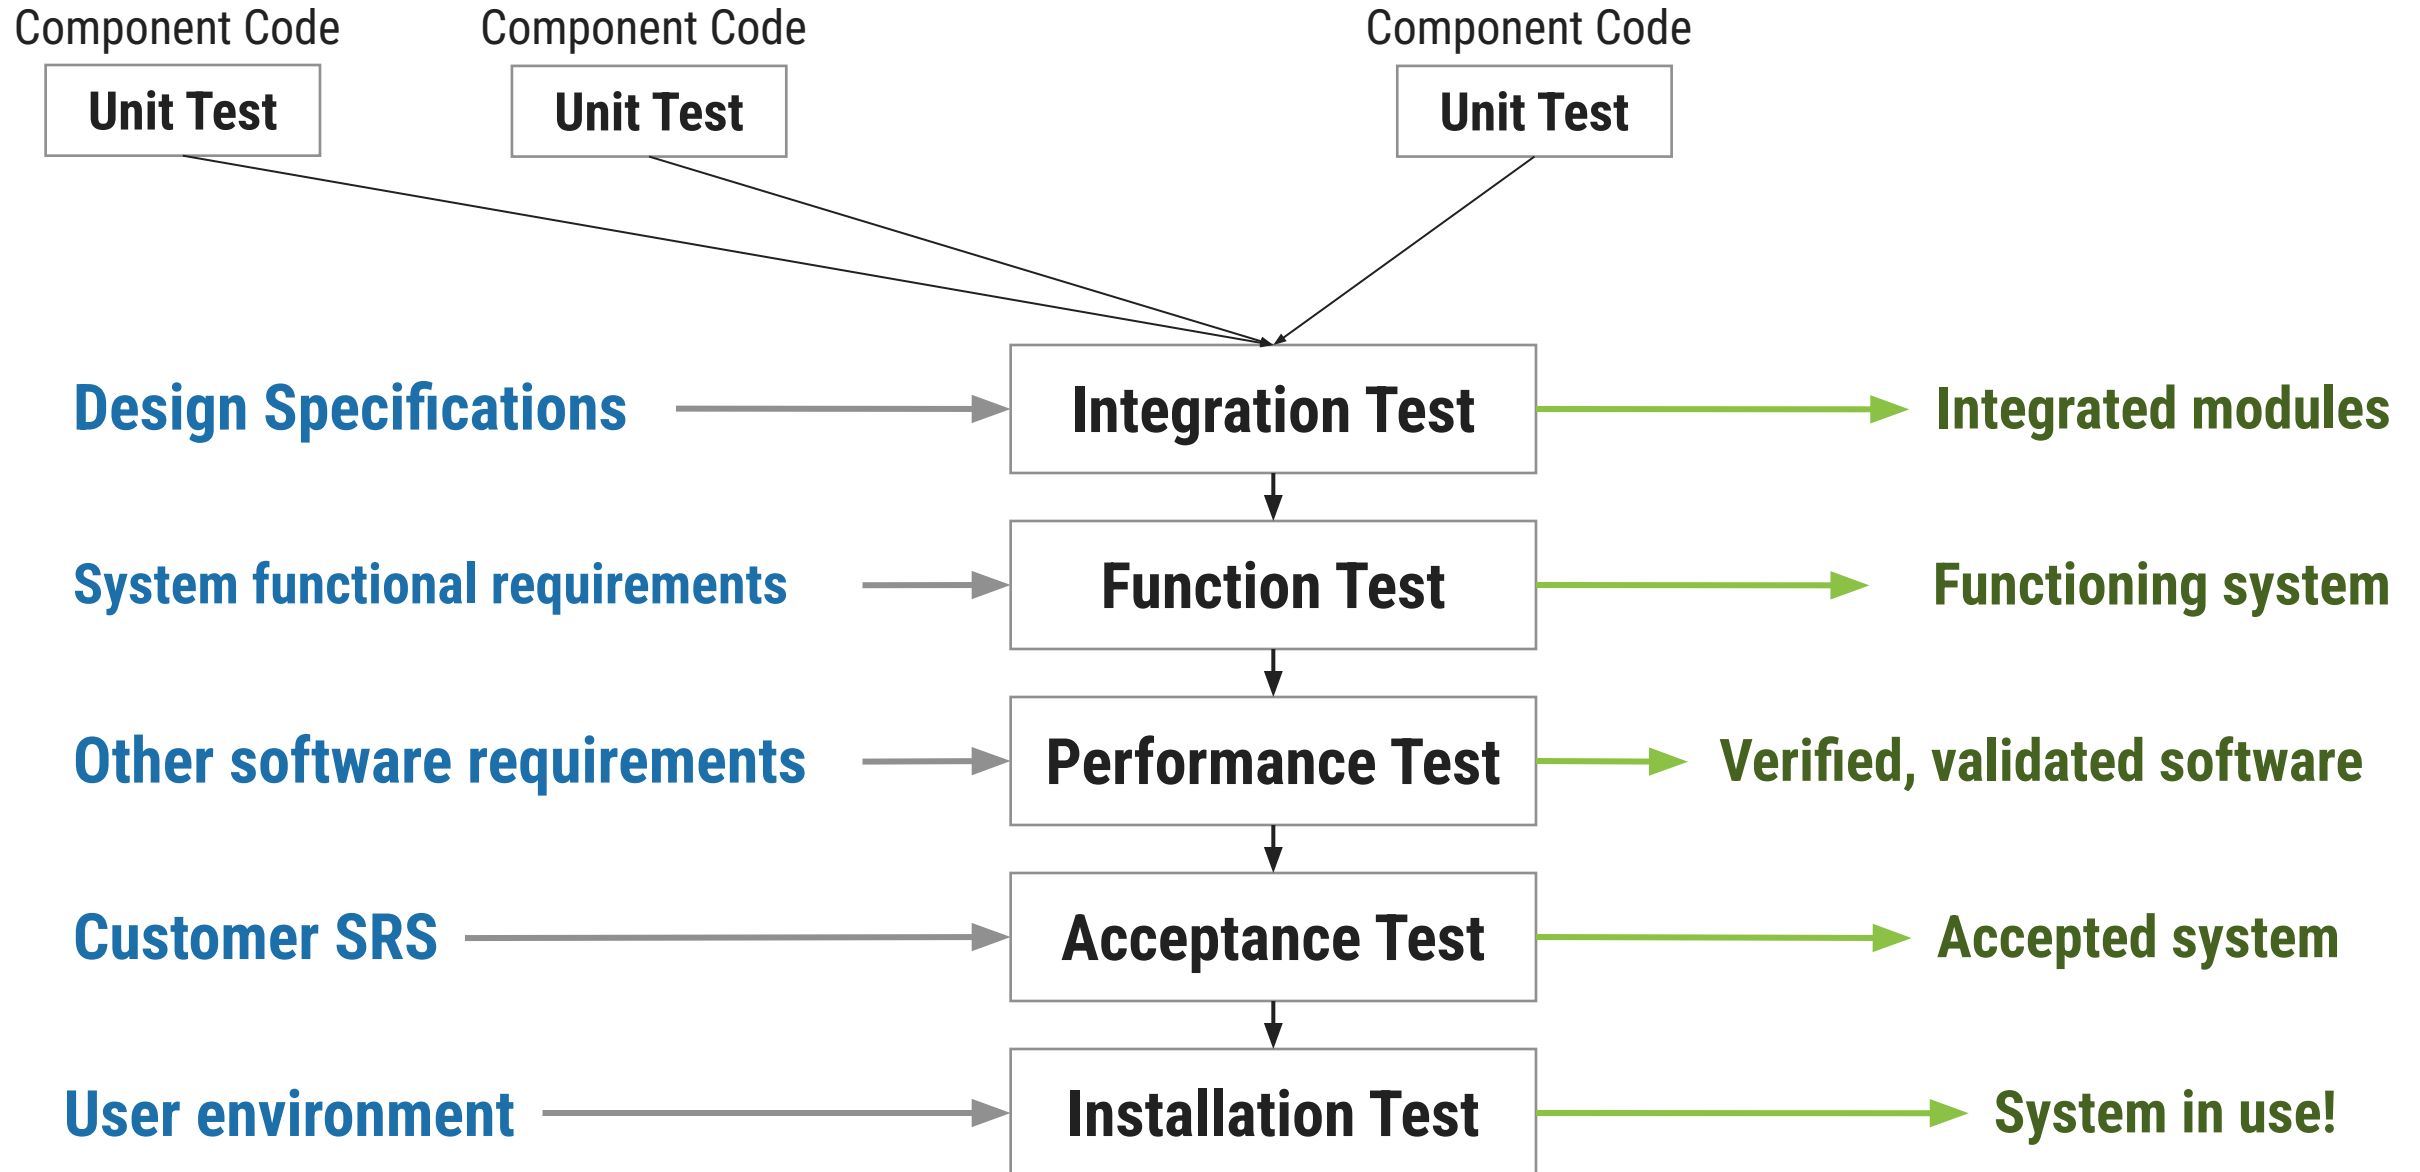 Component Code
Component Code
Component Code
Unit Test
Unit Test
Unit Test
Design Specifications
Integration Test
Integrated modules
System functional requirements
Function Test
Functioning system
Other software requirements
Performance Test
Verified, validated software
Customer SRS
Acceptance Test
Accepted system
User environment
Installation Test
System in use!